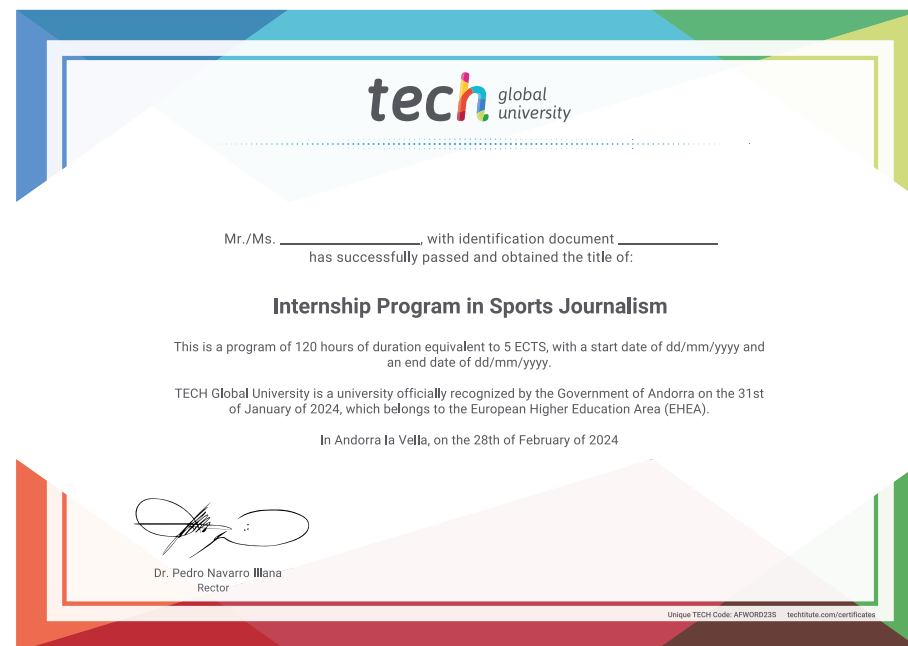 tech global
university
Mr./Ms. ____________________, with identification document ______________
has successfully passed and obtained the title of:
Internship Program in Sports Journalism
This is a program of 120 hours of duration equivalent to 5 ECTS, with a start date of dd/mm/yyyy and
an end date of dd/mm/yyyy.
TECH Global University is a university officially recognized by the Government of Andorra on the 31st
of January of 2024, which belongs to the European Higher Education Area (EHEA).
In Andorra la Vella, on the 28th of February of 2024
Dr. Pedro Navarro Illana
Rector
Unique TECH Code: AFWORD23S techtitute.com/certificates